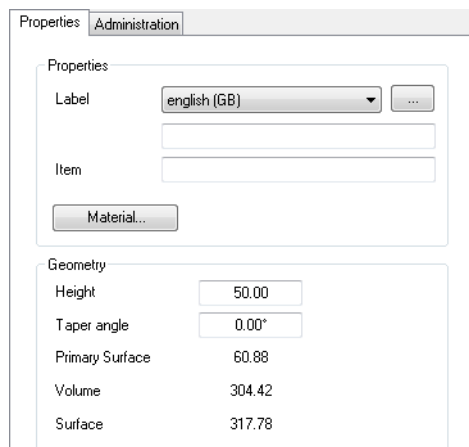 Properties Administration
Properties
Label english (GB) ...
Item
Material...
Geometry
Height 50.00
Taper angle 0.00°
Primary Surface 60.88
Volume 304.42
Surface 317.78